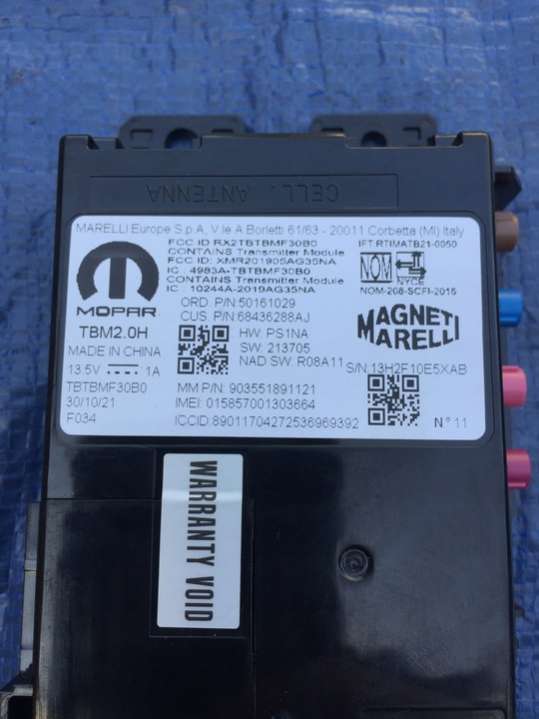 CELL. ANTENNA
MARELLI Europe S.p.A, V.le A Borletti 61/63 - 20011 Corbetta (MI) Italy
FCC ID RX2TBTBMF30B0
CONTAINS Transmitter Module
FCC ID: XMR201905AG35NA
IC 4983A-TBTBMF30B0
CONTAINS Transmitter Module
IC : 10244A-2019AG35NA
IFT:RTIMATB21-0050
NOM
NYCE
NOM-208-SCFI-2016
MOPAR
TBM2.0H
MADE IN CHINA
13.5V 1A
TBTBMF30B0
30/10/21
F034
ORD. P/N:50161029
CUS. P/N:68436288AJ
HW: PS1NA
SW: 213705
NAD SW: R08A11
MAGNETI
MARELLI
S/N:13H2F10E5XAB
MM P/N: 903551891121
IMEI: 015857001303664
ICCID:89011704272536969392
N°11
WARRANTY VOID